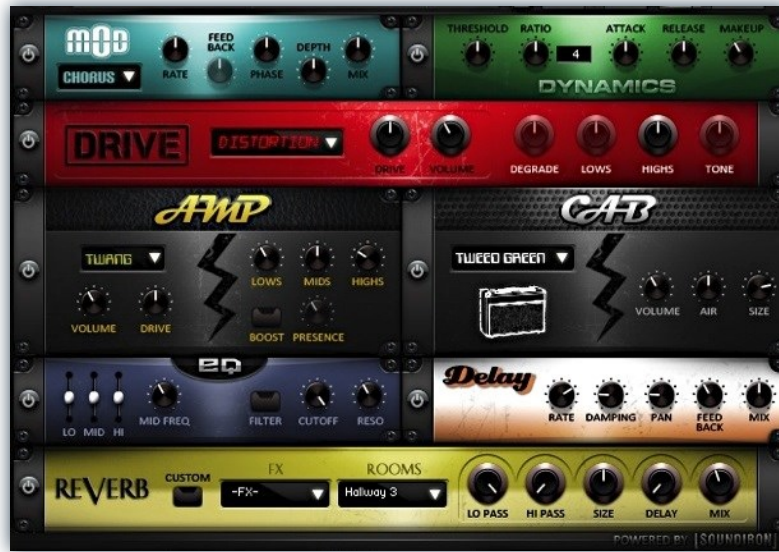 MOD
CHORUS
RATE
FEED
BACK
PHASE
DEPTH
MIX
THRESHOLD RATIO ATTACK RELEASE MAKEUP
4
DYNAMICS
DRIVE
DISTORTION
DRIVE VOLUME DEGRADE LOWS HIGHS TONE
AMP
TWANG
LOWS MIDS HIGHS
VOLUME DRIVE
BOOST PRESENCE
CAB
TWEED GREEN
VOLUME AIR SIZE
EQ
LO MID HI
MID FREQ FILTER CUTOFF RESO
Delay
RATE DAMPING PAN FEED
BACK MIX
REVERB
CUSTOM
FX
-FX-
ROOMS
Hallway 3
LO PASS HI PASS SIZE DELAY MIX
POWERED BY [SOUNDIRON]